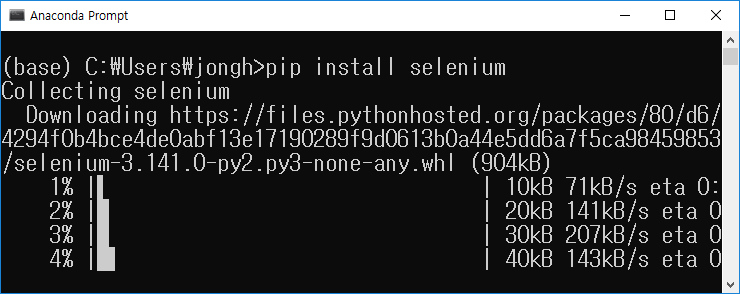 Anaconda Prompt
(base) C:₩Users₩jongh>pip install selenium
Collecting selenium
  Downloading https://files.pythonhosted.org/packages/80/d6/
4294f0b4bce4de0abf13e17190289f9d0613b0a44e5dd6a7f5ca98459853
/selenium-3.141.0-py2.py3-none-any.whl (904kB)
1% | | 10kB 71kB/s eta 0:
2% | | 20kB 141kB/s eta 0
3% | | 30kB 207kB/s eta 0
4% | | 40kB 143kB/s eta 0